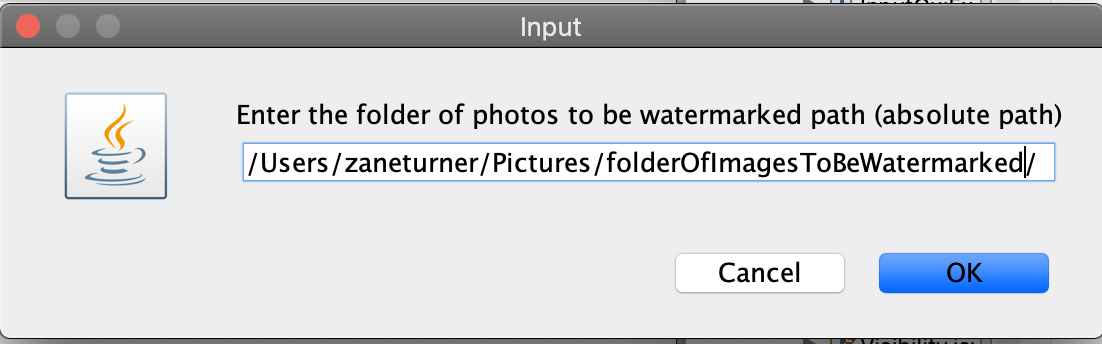 Input
Enter the folder of photos to be watermarked path (absolute path)
/Users/zaneturner/Pictures/folderOfImagesToBeWatermarked/
Cancel
OK